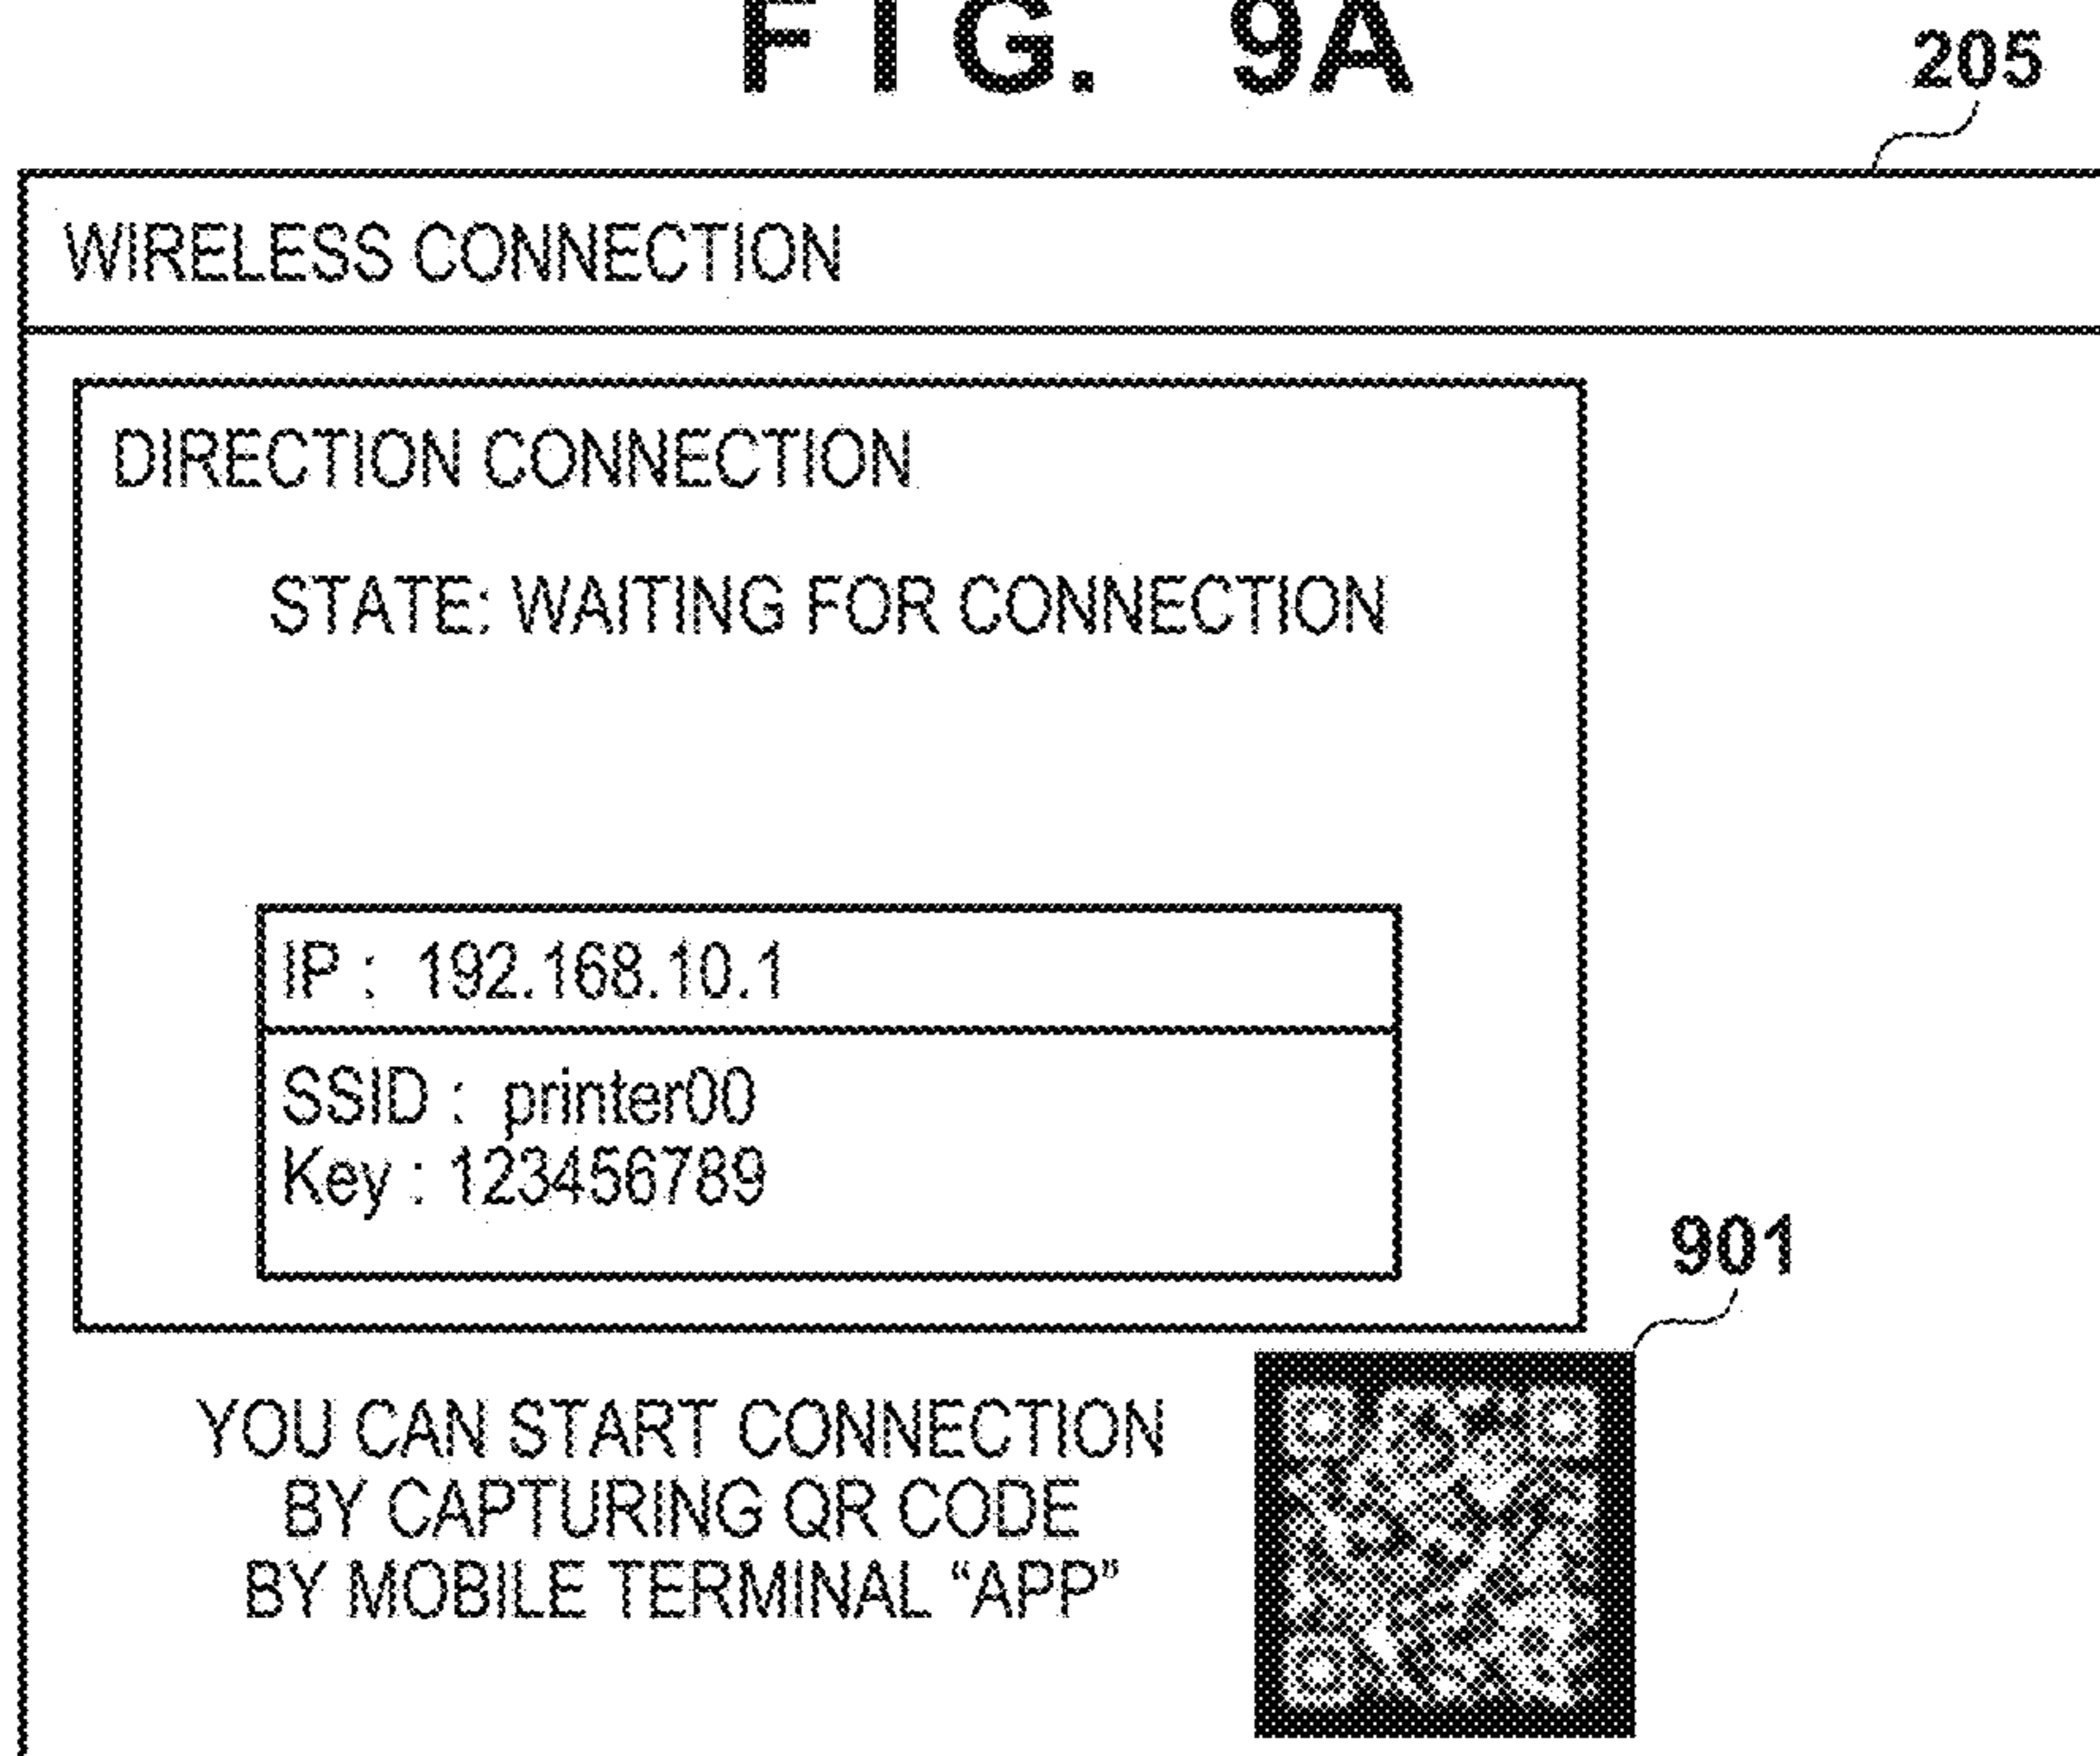 FIG. 9A
205
WIRELESS CONNECTION
DIRECTION CONNECTION
STATE: WAITING FOR CONNECTION
IP : 192.168.10.1
SSID : printer00
Key : 123456789
901
YOU CAN START CONNECTION
BY CAPTURING QR CODE
BY MOBILE TERMINAL “APP”